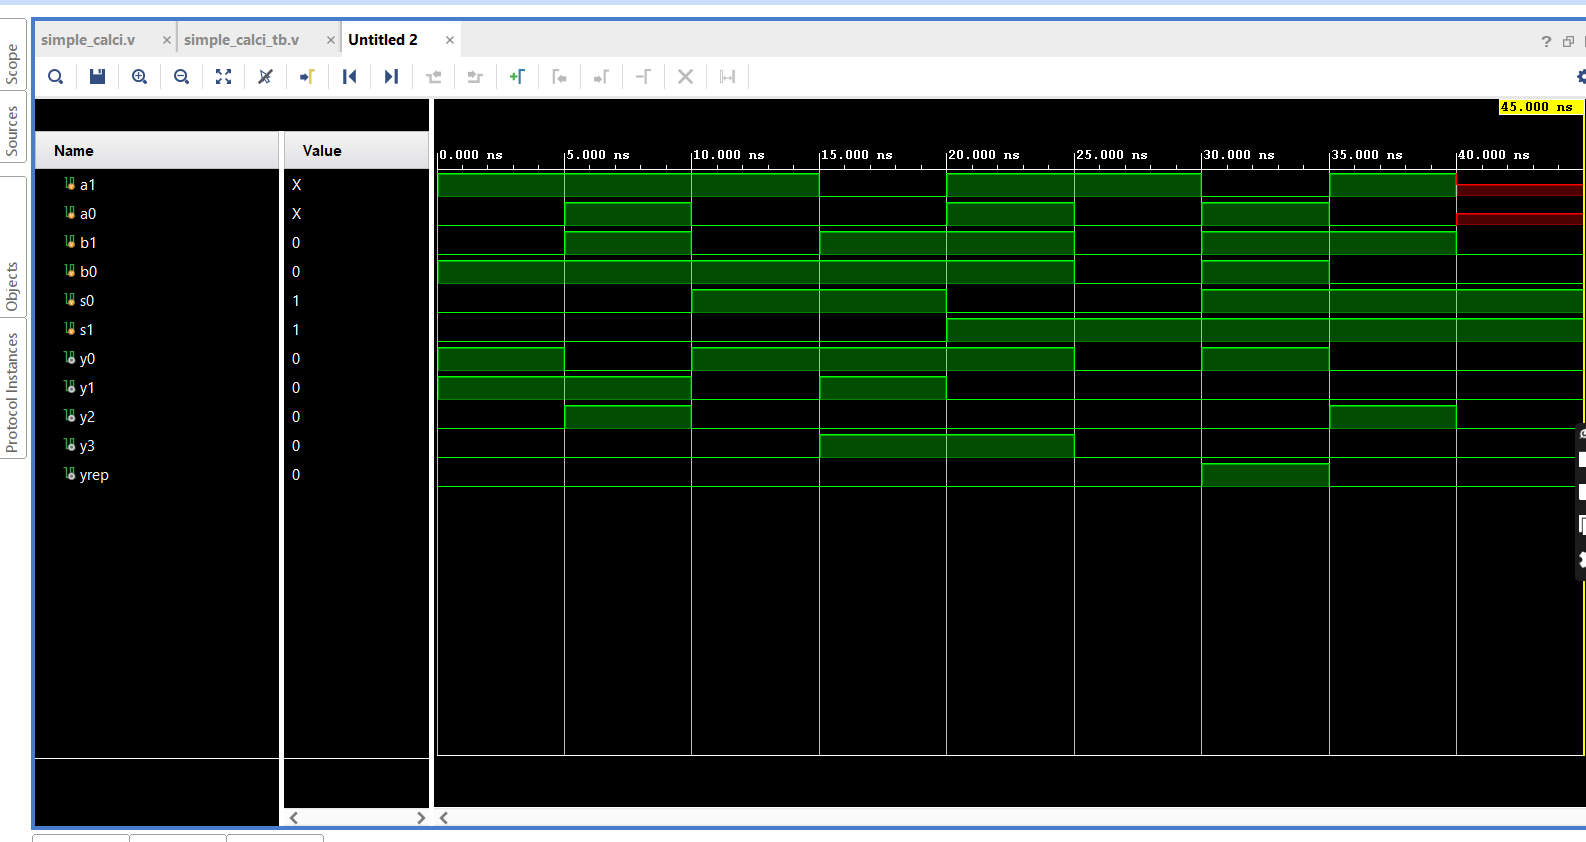 simple_calci.v × simple_calci_tb.v × Untitled 2 ×
?
Scope
Sources
Objects
Protocol Instances
45.000 ns
Name Value
0.000 ns 5.000 ns 10.000 ns 15.000 ns 20.000 ns 25.000 ns 30.000 ns 35.000 ns 40.000 ns
a1 X
a0 X
b1 0
b0 0
s0 1
s1 1
y0 0
y1 0
y2 0
y3 0
yrep 0